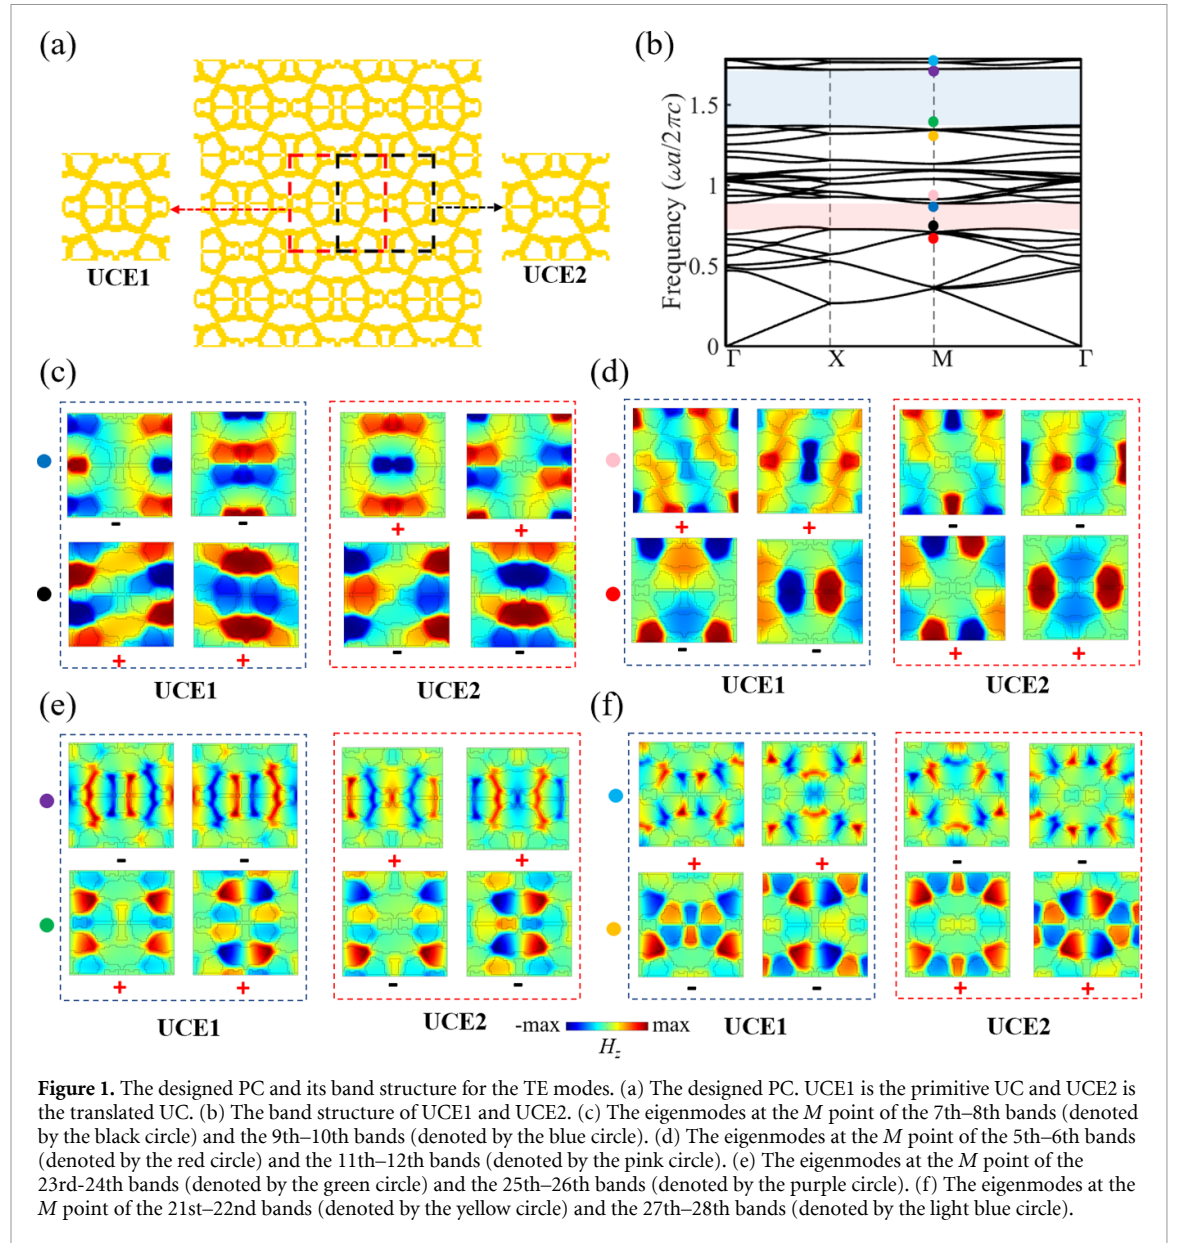 (a)
(b)
UCE1
UCE2
Frequency (ωa/2πc)
1.5
1
0.5
0
Γ X M Γ
(c)
(d)
- - + +
+ + - -
+ + - -
- - + +
UCE1 UCE2 UCE1 UCE2
(e)
(f)
- - + +
+ + - -
+ + - -
- - + +
UCE1 UCE2 UCE1 UCE2
-max max
Hz
Figure 1. The designed PC and its band structure for the TE modes. (a) The designed PC. UCE1 is the primitive UC and UCE2 is
the translated UC. (b) The band structure of UCE1 and UCE2. (c) The eigenmodes at the M point of the 7th–8th bands (denoted
by the black circle) and the 9th–10th bands (denoted by the blue circle). (d) The eigenmodes at the M point of the 5th–6th bands
(denoted by the red circle) and the 11th–12th bands (denoted by the pink circle). (e) The eigenmodes at the M point of the
23rd-24th bands (denoted by the green circle) and the 25th–26th bands (denoted by the purple circle). (f) The eigenmodes at the
M point of the 21st–22nd bands (denoted by the yellow circle) and the 27th–28th bands (denoted by the light blue circle).